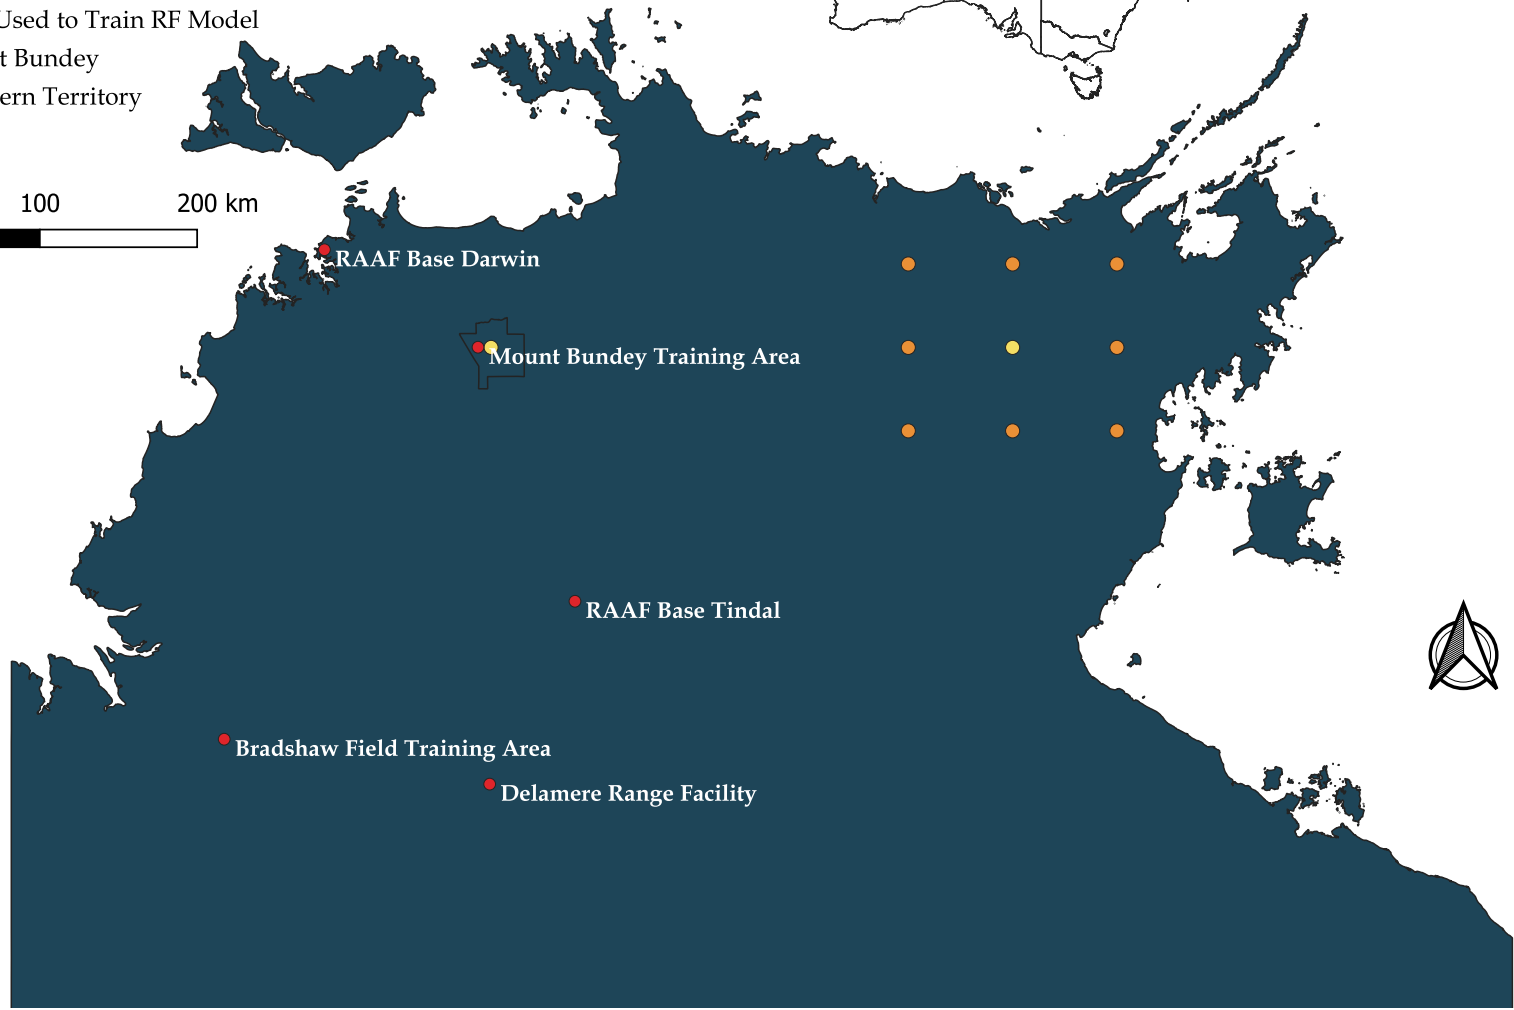 Used to Train RF Model
t Bundey
ern Territory
100 200 km
RAAF Base Darwin
Mount Bundey Training Area
RAAF Base Tindal
Bradshaw Field Training Area
Delamere Range Facility